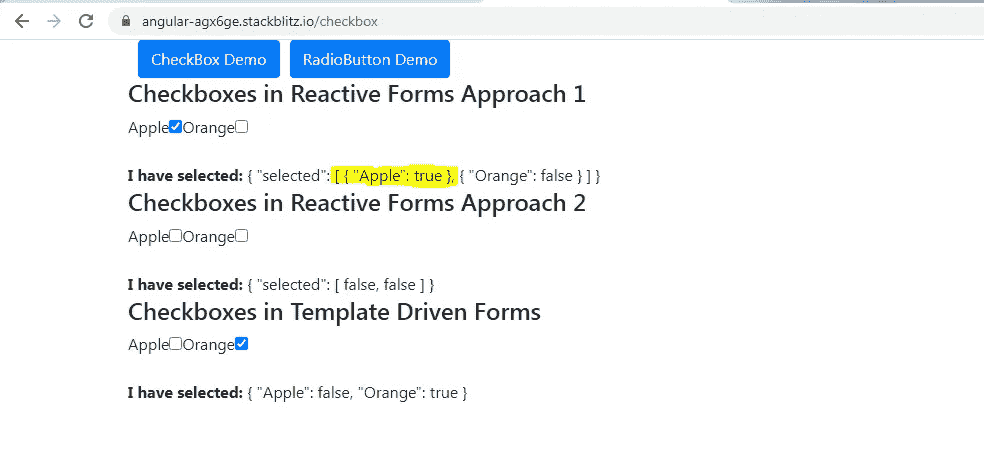 angular-agx6ge.stackblitz.io/checkbox
CheckBox Demo RadioButton Demo
Checkboxes in Reactive Forms Approach 1
Apple Orange
I have selected: { "selected": [ { "Apple": true }, { "Orange": false } ] }
Checkboxes in Reactive Forms Approach 2
Apple Orange
I have selected: { "selected": [ false, false ] }
Checkboxes in Template Driven Forms
Apple Orange
I have selected: { "Apple": false, "Orange": true }